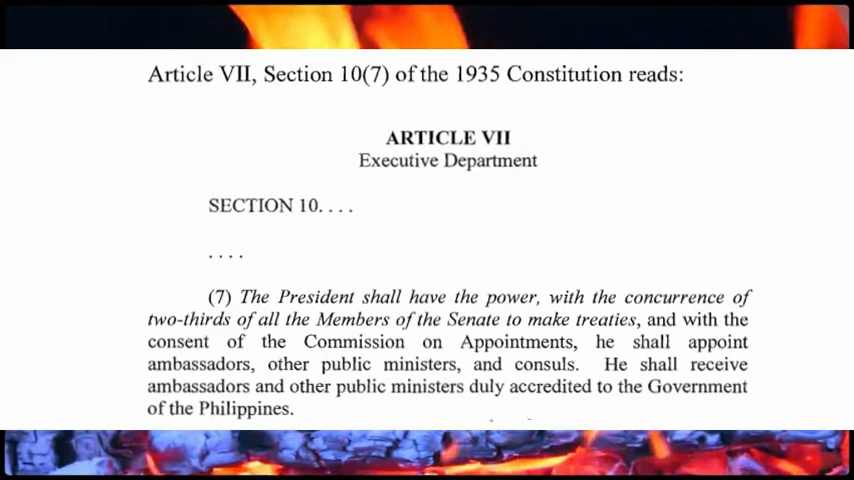 Article VII, Section 10(7) of the 1935 Constitution reads:
ARTICLE VII
Executive Department
SECTION 10. . . .
. . . .
(7) The President shall have the power, with the concurrence of
two-thirds of all the Members of the Senate to make treaties, and with the
consent of the Commission on Appointments, he shall appoint
ambassadors, other public ministers, and consuls. He shall receive
ambassadors and other public ministers duly accredited to the Government
of the Philippines.